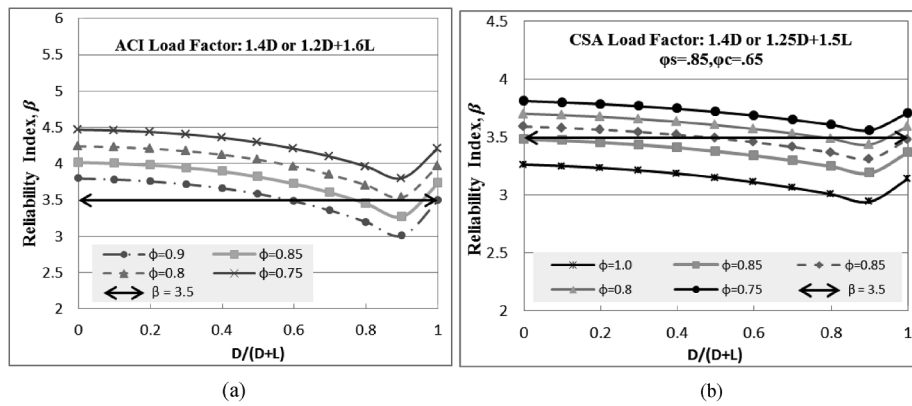 (a)
ACI Load Factor: 1.4D or 1.2D+1.6L
Reliability Index, β
6
5.5
5
4.5
4
3.5
3
2.5
2
ϕ=0.9
ϕ=0.85
ϕ=0.8
ϕ=0.75
β = 3.5
0
0.2
0.4
0.6
0.8
1
D/(D+L)
(a)
(b)
CSA Load Factor: 1.4D or 1.25D+1.5L
φs=.85,φc=.65
Reliability Index, β
4.5
4
3.5
3
2.5
2
ϕ=1.0
ϕ=0.85
ϕ=0.85
ϕ=0.8
ϕ=0.75
β = 3.5
0
0.2
0.4
0.6
0.8
1
D/(D+L)
(b)